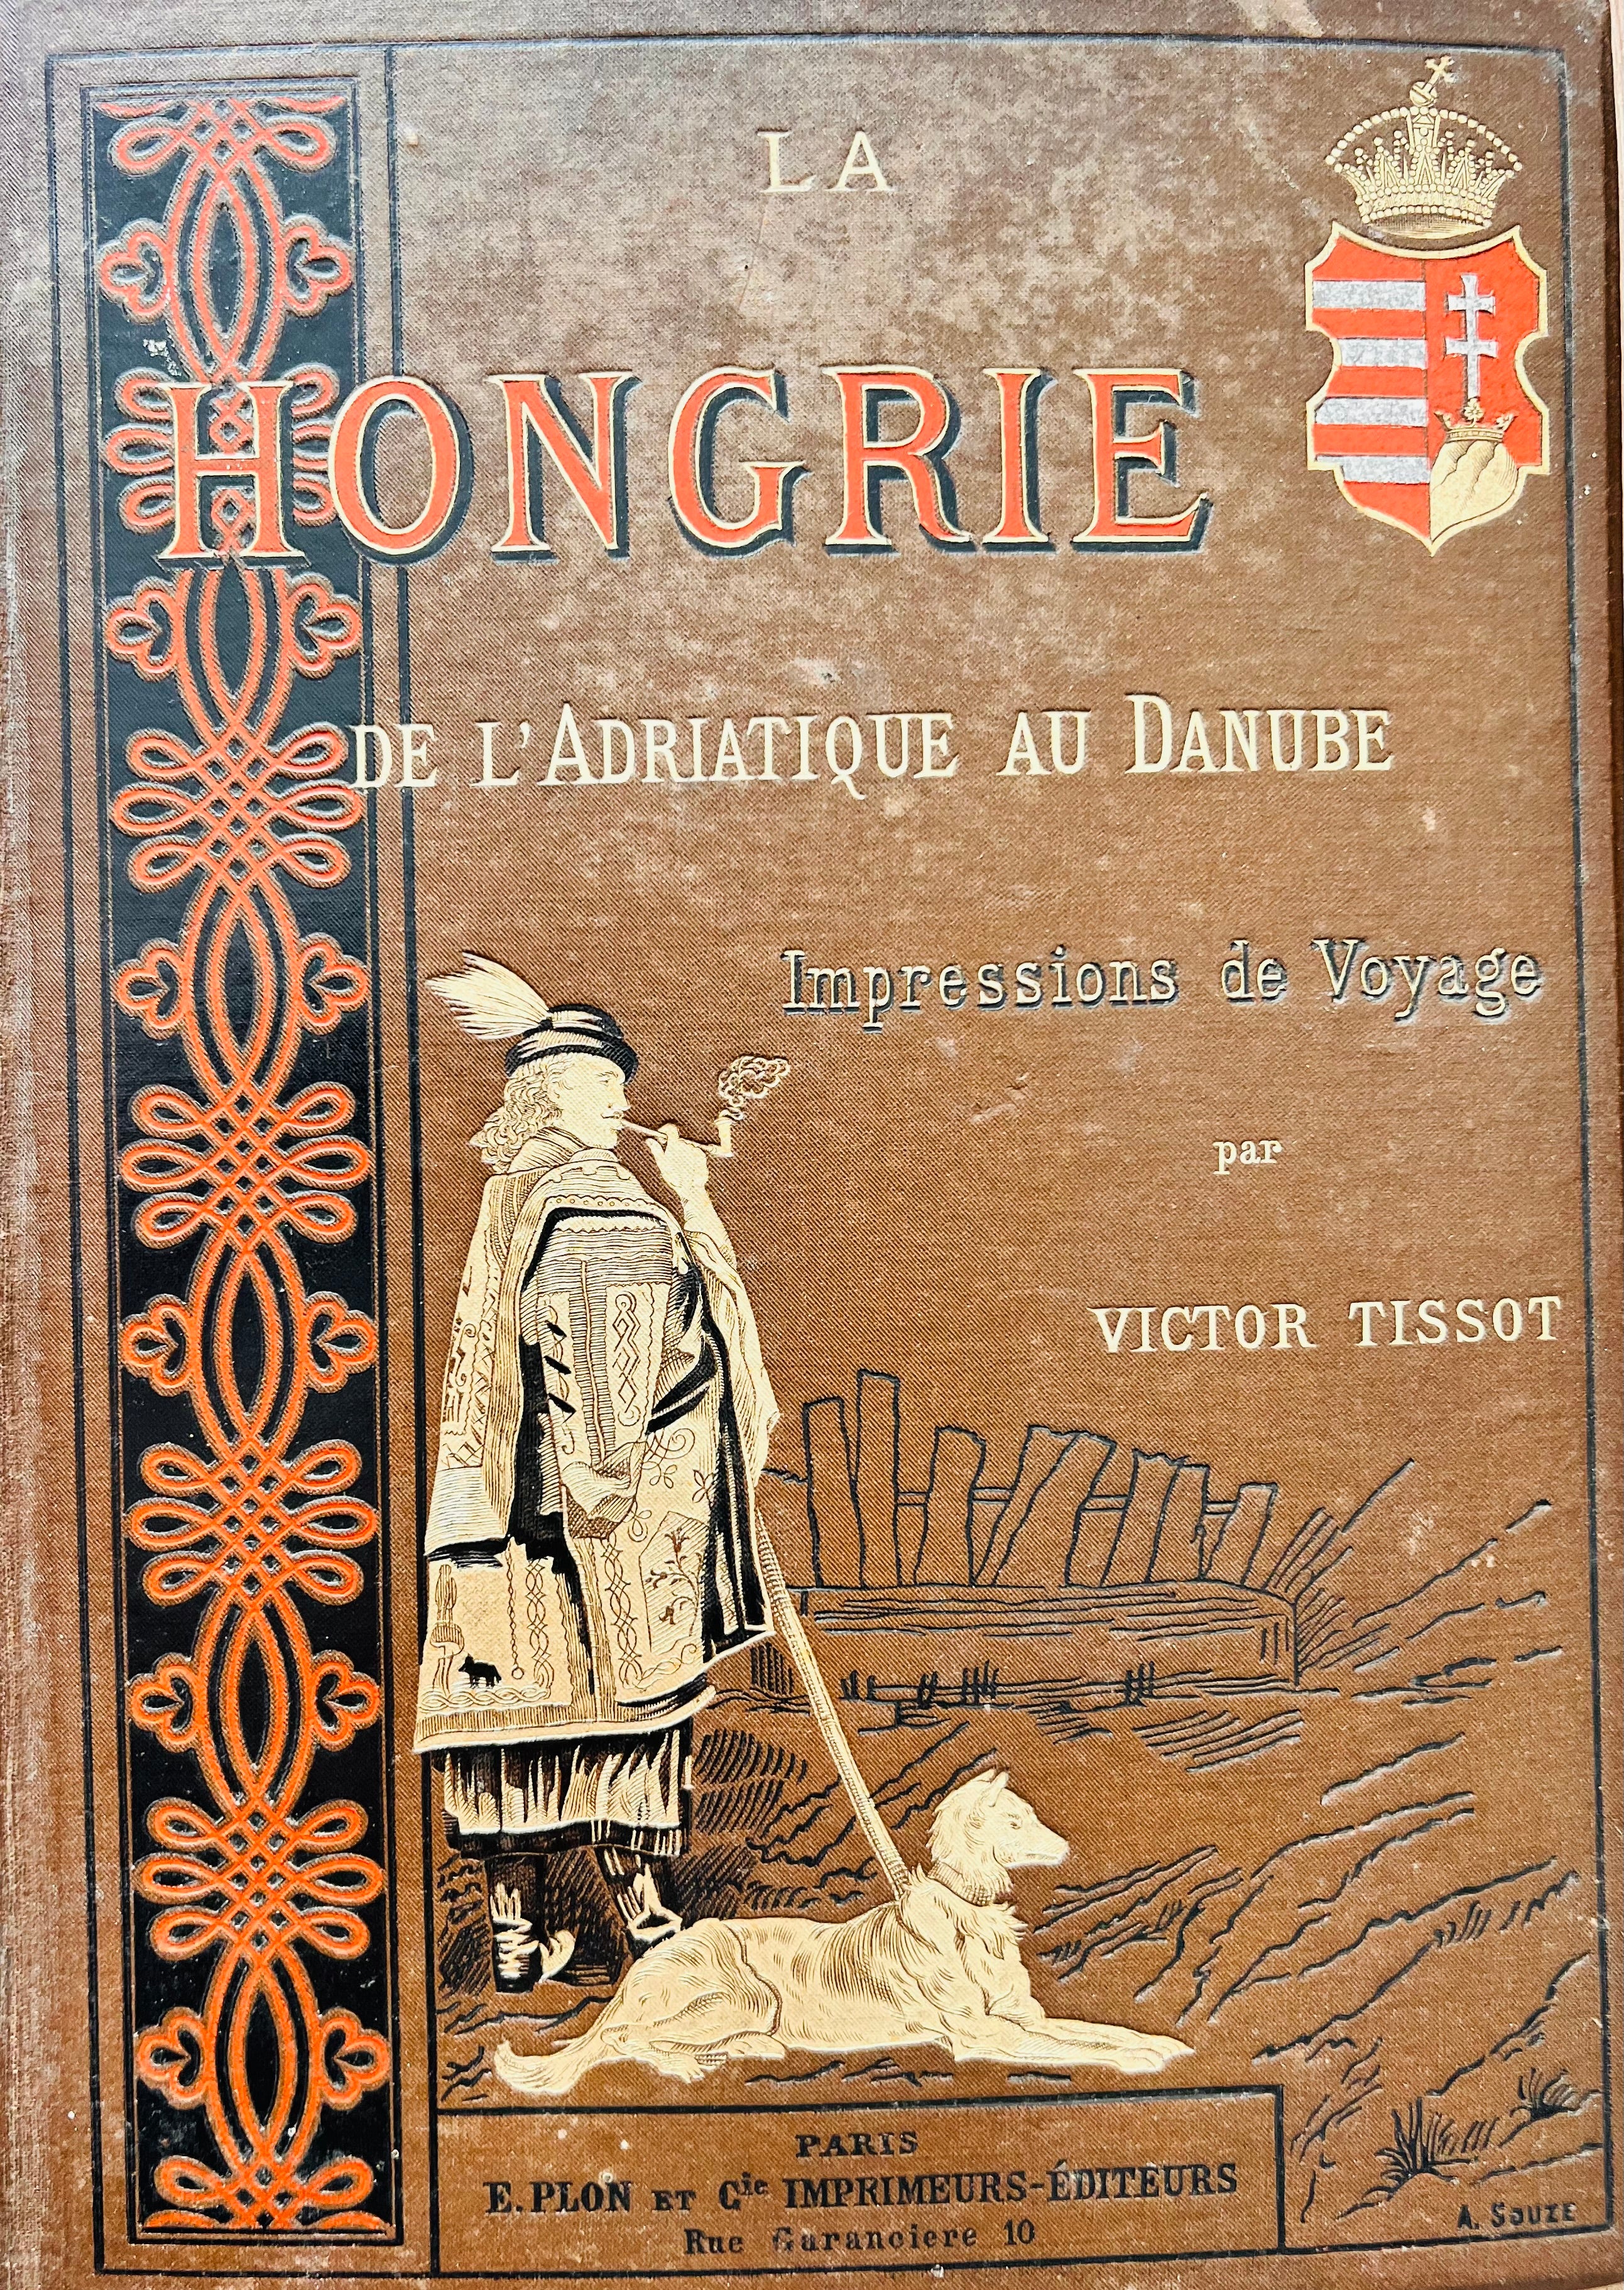 LA
HONGRIE
DE L'ADRIATIQUE AU DANUBE
Impressions de Voyage
par
VICTOR TISSOT
PARIS
E. PLON ET Cie IMPRIMEURS-ÉDITEURS
Rue Garanciere 10
A. SOUZE